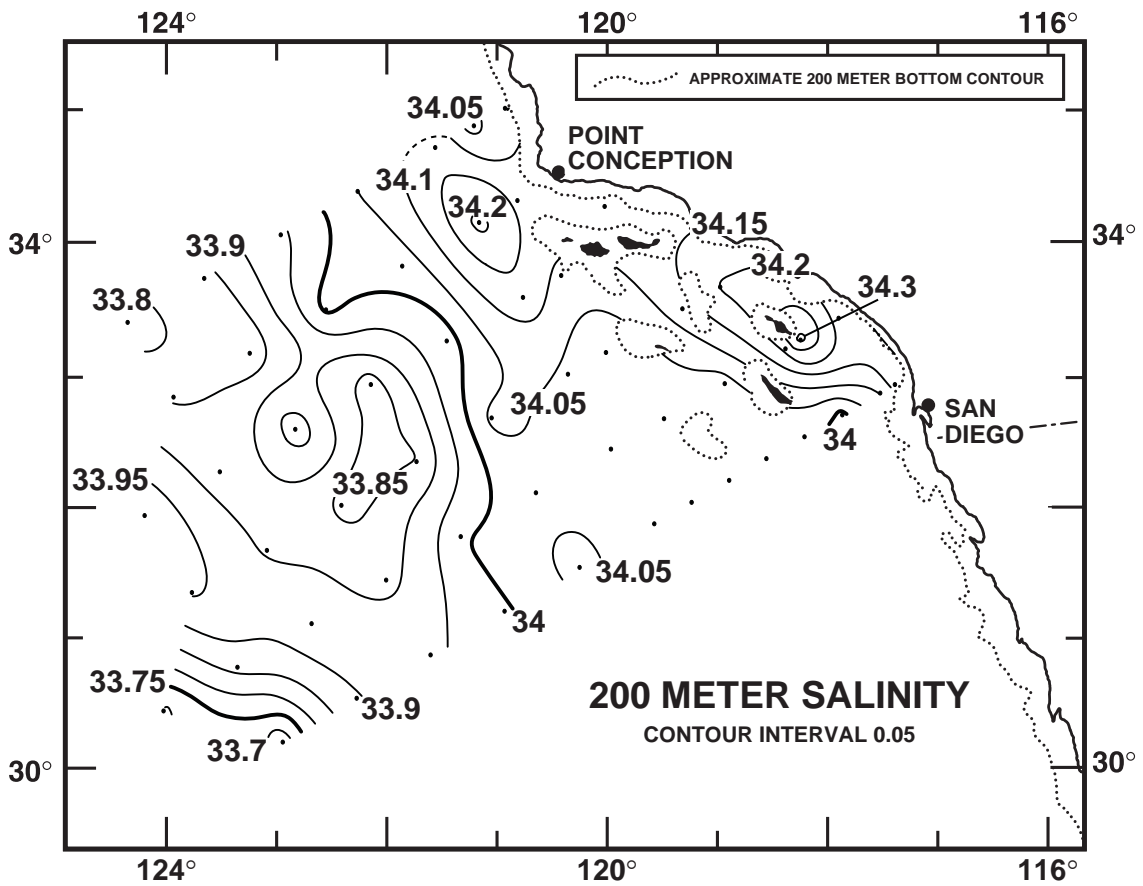 124° 120° 116°
APPROXIMATE 200 METER BOTTOM CONTOUR
34.05
POINT
CONCEPTION
34.1
34.2
34.15
34° 34°
33.9
34.2
34.3
33.8
34.05
SAN
DIEGO
34
33.95
33.85
34.05
34
33.75
33.9
200 METER SALINITY
CONTOUR INTERVAL 0.05
33.7
30° 30°
124° 120° 116°